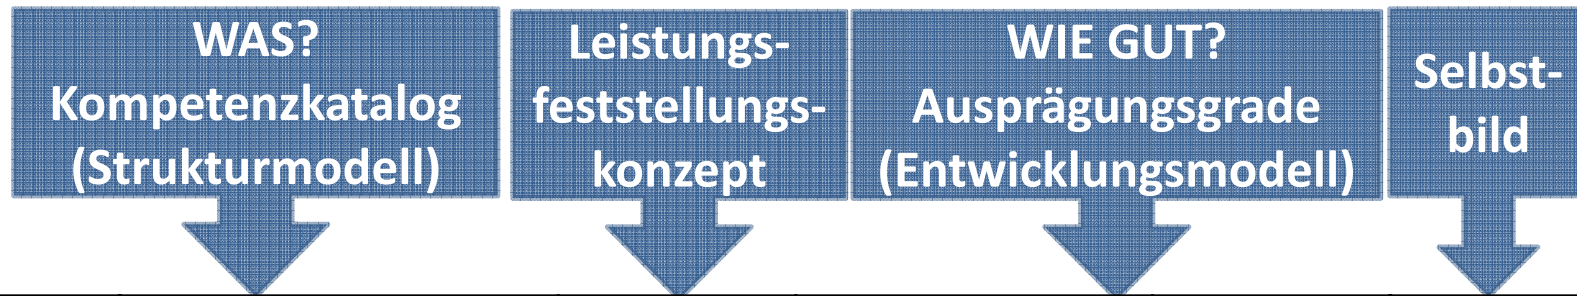 WAS?
Kompetenzkatalog
(Strukturmodell)
Leistungs-
feststellungs-
konzept
WIE GUT?
Ausprägungsgrade
(Entwicklungsmodell)
Selbst-
bild